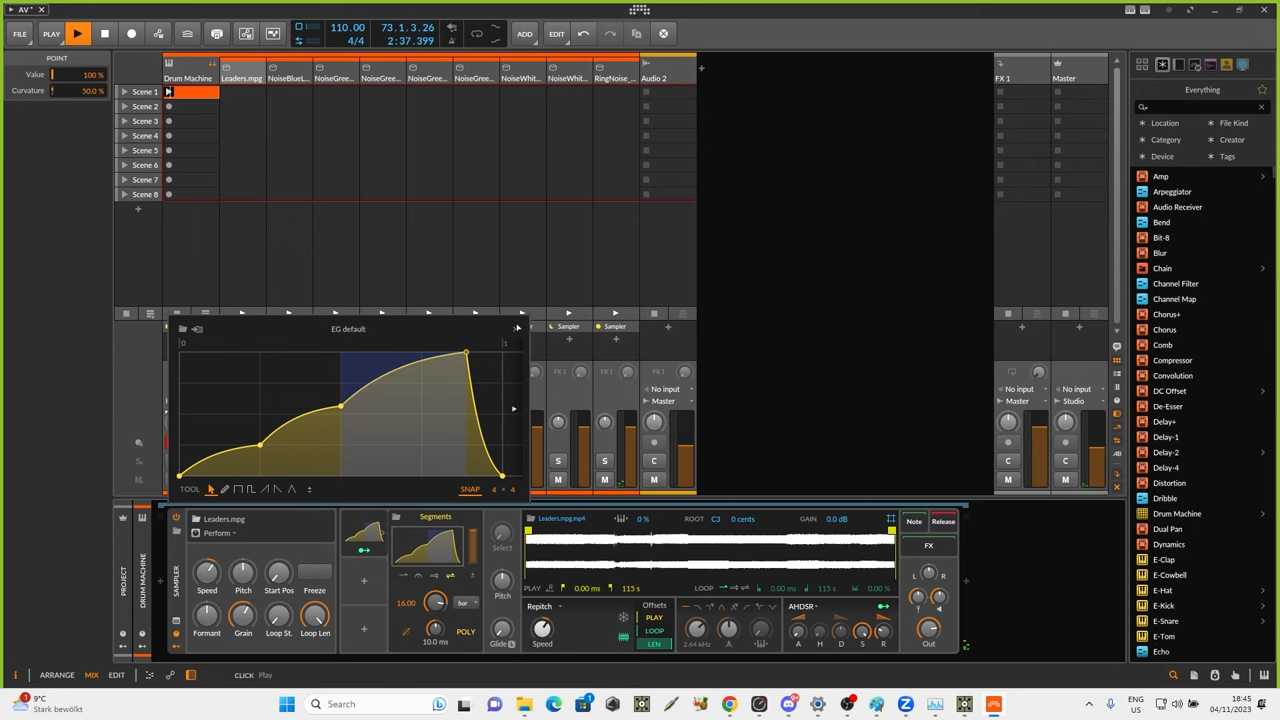 AV*
FILE
PLAY
110.00
4/4
73.1.3.26
2:37.399
ADD
EDIT
POINT
Value 100 %
Curvature 50.0 %
Drum Machine Leaders.mpg NoiseBlueL... NoiseGree... NoiseGree... NoiseGree... NoiseGree... NoiseWhit... NoiseWhit... RingNoise_... Audio 2 FX 1 Master
Scene 1
Scene 2
Scene 3
Scene 4
Scene 5
Scene 6
Scene 7
Scene 8
Sampler Sampler
FX 1 FX 1
No input No input No input
Master Master Studio
S S C C
M M M M M
EG default
0 1
TOOL SNAP 4 × 4
PROJECT
DRUM MACHINE
SAMPLER
Leaders.mpg
Perform
Speed Pitch Start Pos Freeze
Formant Grain Loop St. Loop Len
Segments
16.00 bar
10.0 ms POLY
Select
Pitch
Glide L
Leaders.mpg.mp4 0 % ROOT C3 0 cents GAIN 0.0 dB
PLAY 0.00 ms 115 s LOOP 0.00 ms 115 s 0.00 %
Repitch
Speed
Offsets
PLAY
LOOP
LEN
2.64 kHz
AHDSR
A H D S R
Note Release
FX
L R
Out
Everything
Location File Kind
Category Creator
Device Tags
Amp
Arpeggiator
Audio Receiver
Bend
Bit-8
Blur
Chain
Channel Filter
Channel Map
Chorus+
Chorus
Comb
Compressor
Convolution
DC Offset
De-Esser
Delay+
Delay-1
Delay-2
Delay-4
Distortion
Dribble
Drum Machine
Dual Pan
Dynamics
E-Clap
E-Cowbell
E-Hat
E-Kick
E-Snare
E-Tom
Echo
ARRANGE MIX EDIT CLICK Play
9°C
Stark bewölkt
Search
ENG
US
18:45
04/11/2023